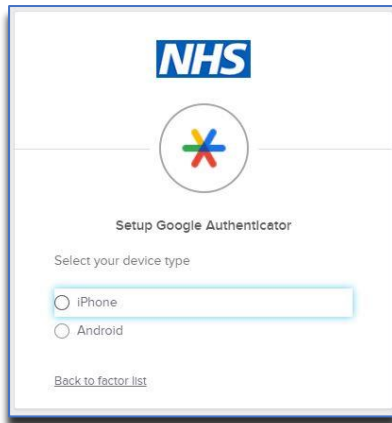 NHS
Setup Google Authenticator
Select your device type
iPhone
Android
Back to factor list